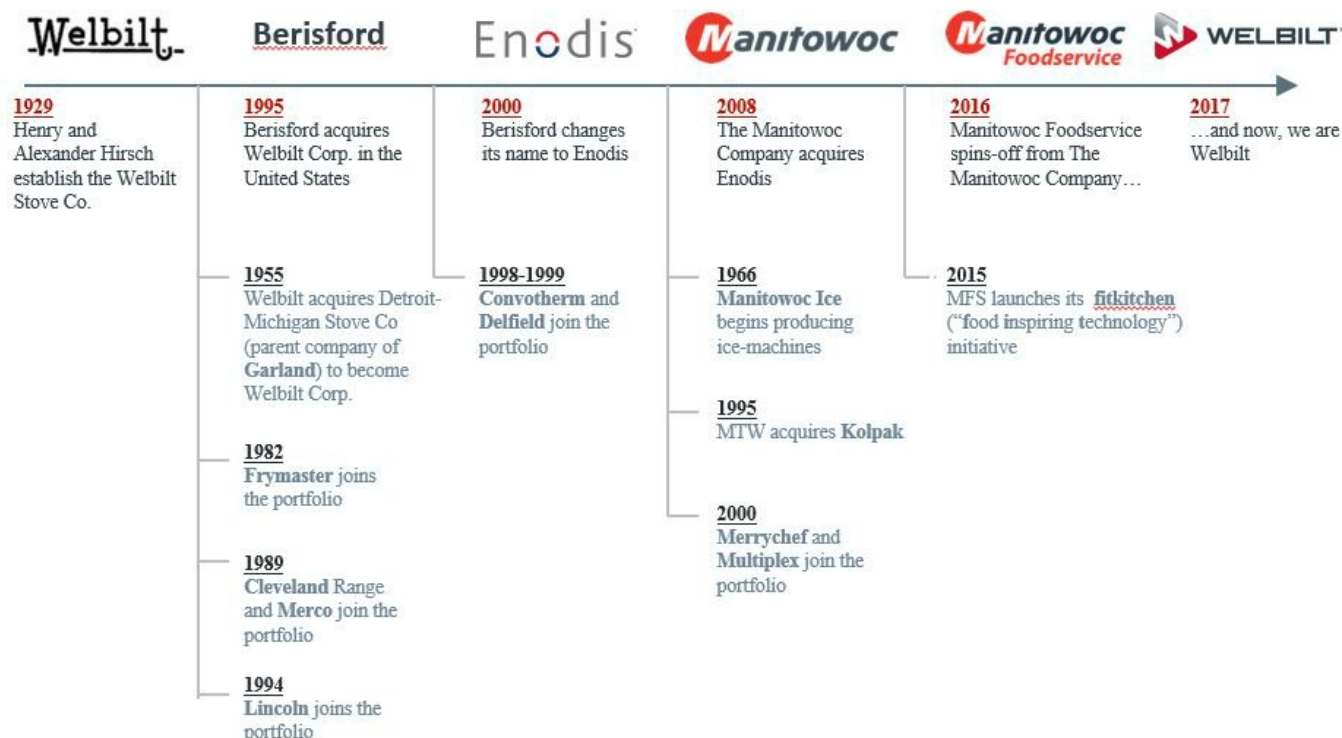 Welbilt
Berisford
Enodis
Manitowoc
Manitowoc
Foodservice
WELBILT
1929
Henry and
Alexander Hirsch
establish the Welbilt
Stove Co.
1995
Berisford acquires
Welbilt Corp. in the
United States
2000
Berisford changes
its name to Enodis
2008
The Manitowoc
Company acquires
Enodis
2016
Manitowoc Foodservice
spins-off from The
Manitowoc Company…
2017
…and now, we are
Welbilt
1955
Welbilt acquires Detroit-
Michigan Stove Co
(parent company of
Garland) to become
Welbilt Corp.
1982
Frymaster joins
the portfolio
1989
Cleveland Range
and Merco join the
portfolio
1994
Lincoln joins the
portfolio
1998-1999
Convotherm and
Delfield join the
portfolio
1966
Manitowoc Ice
begins producing
ice-machines
1995
MTW acquires Kolpak
2000
Merrychef and
Multiplex join the
portfolio
2015
MFS launches its fitkitchen
(“food inspiring technology”)
initiative